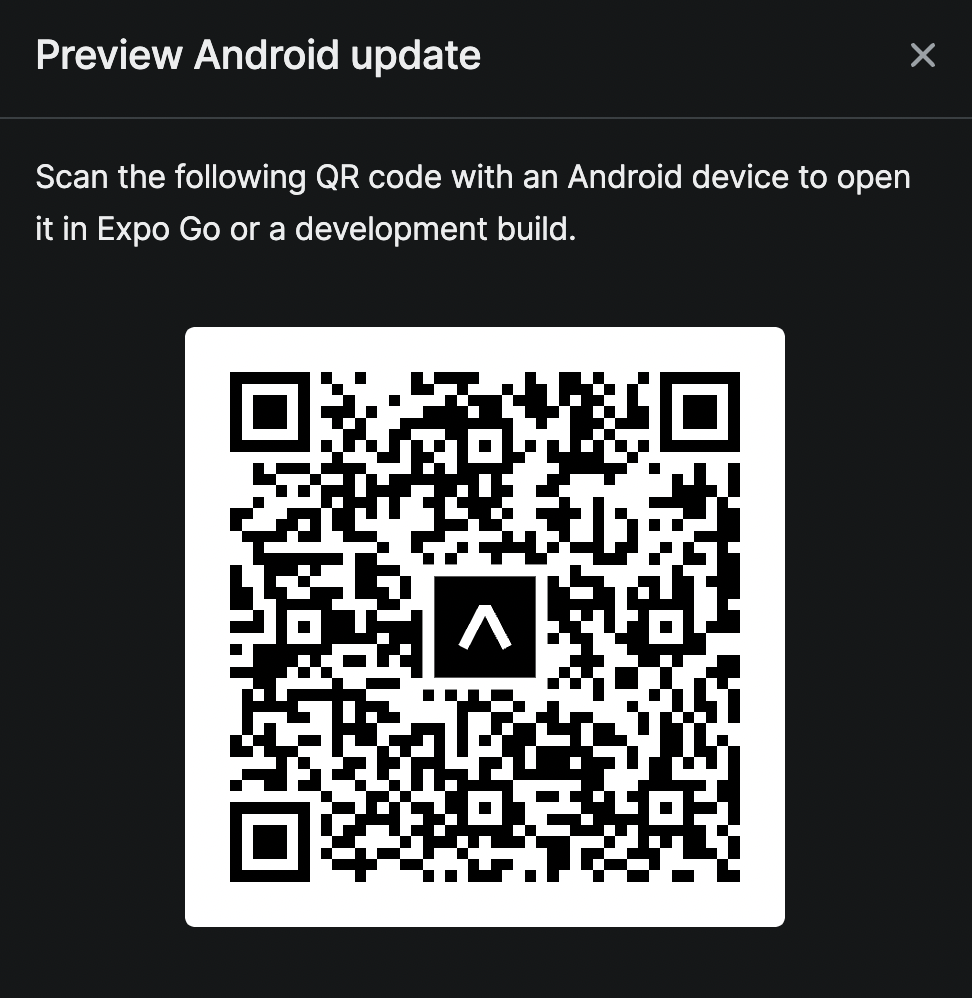 Preview Android update
Scan the following QR code with an Android device to open
it in Expo Go or a development build.